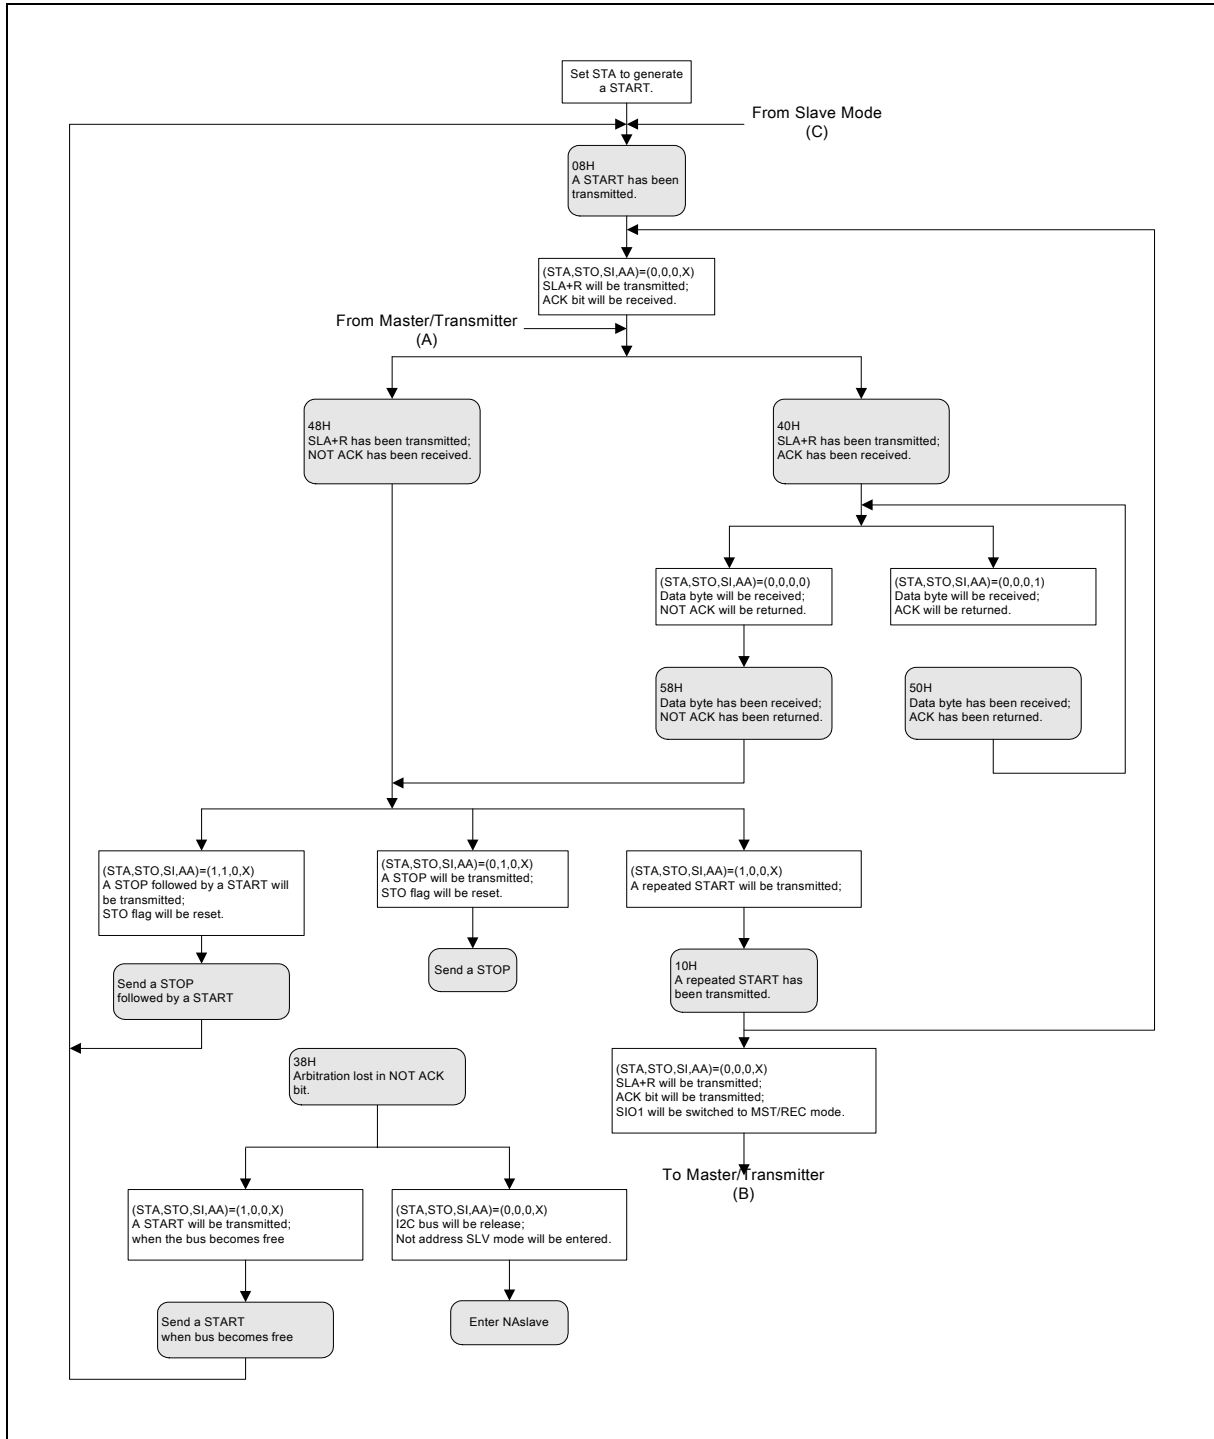 Set STA to generate
a START.
From Slave Mode
(C)
08H
A START has been
transmitted.
(STA,STO,SI,AA)=(0,0,0,X)
SLA+R will be transmitted;
ACK bit will be received.
From Master/Transmitter
(A)
48H
SLA+R has been transmitted;
NOT ACK has been received.
40H
SLA+R has been transmitted;
ACK has been received.
(STA,STO,SI,AA)=(0,0,0,0)
Data byte will be received;
NOT ACK will be returned.
(STA,STO,SI,AA)=(0,0,0,1)
Data byte will be received;
ACK will be returned.
58H
Data byte has been received;
NOT ACK has been returned.
50H
Data byte has been received;
ACK has been returned.
(STA,STO,SI,AA)=(1,1,0,X)
A STOP followed by a START will
be transmitted;
STO flag will be reset.
(STA,STO,SI,AA)=(0,1,0,X)
A STOP will be transmitted;
STO flag will be reset.
(STA,STO,SI,AA)=(1,0,0,X)
A repeated START will be transmitted;
Send a STOP
followed by a START
Send a STOP
10H
A repeated START has
been transmitted.
38H
Arbitration lost in NOT ACK
bit.
(STA,STO,SI,AA)=(0,0,0,X)
SLA+R will be transmitted;
ACK bit will be transmitted;
SIO1 will be switched to MST/REC mode.
To Master/Transmitter
(B)
(STA,STO,SI,AA)=(1,0,0,X)
A START will be transmitted;
when the bus becomes free
(STA,STO,SI,AA)=(0,0,0,X)
I2C bus will be release;
Not address SLV mode will be entered.
Send a START
when bus becomes free
Enter NAslave